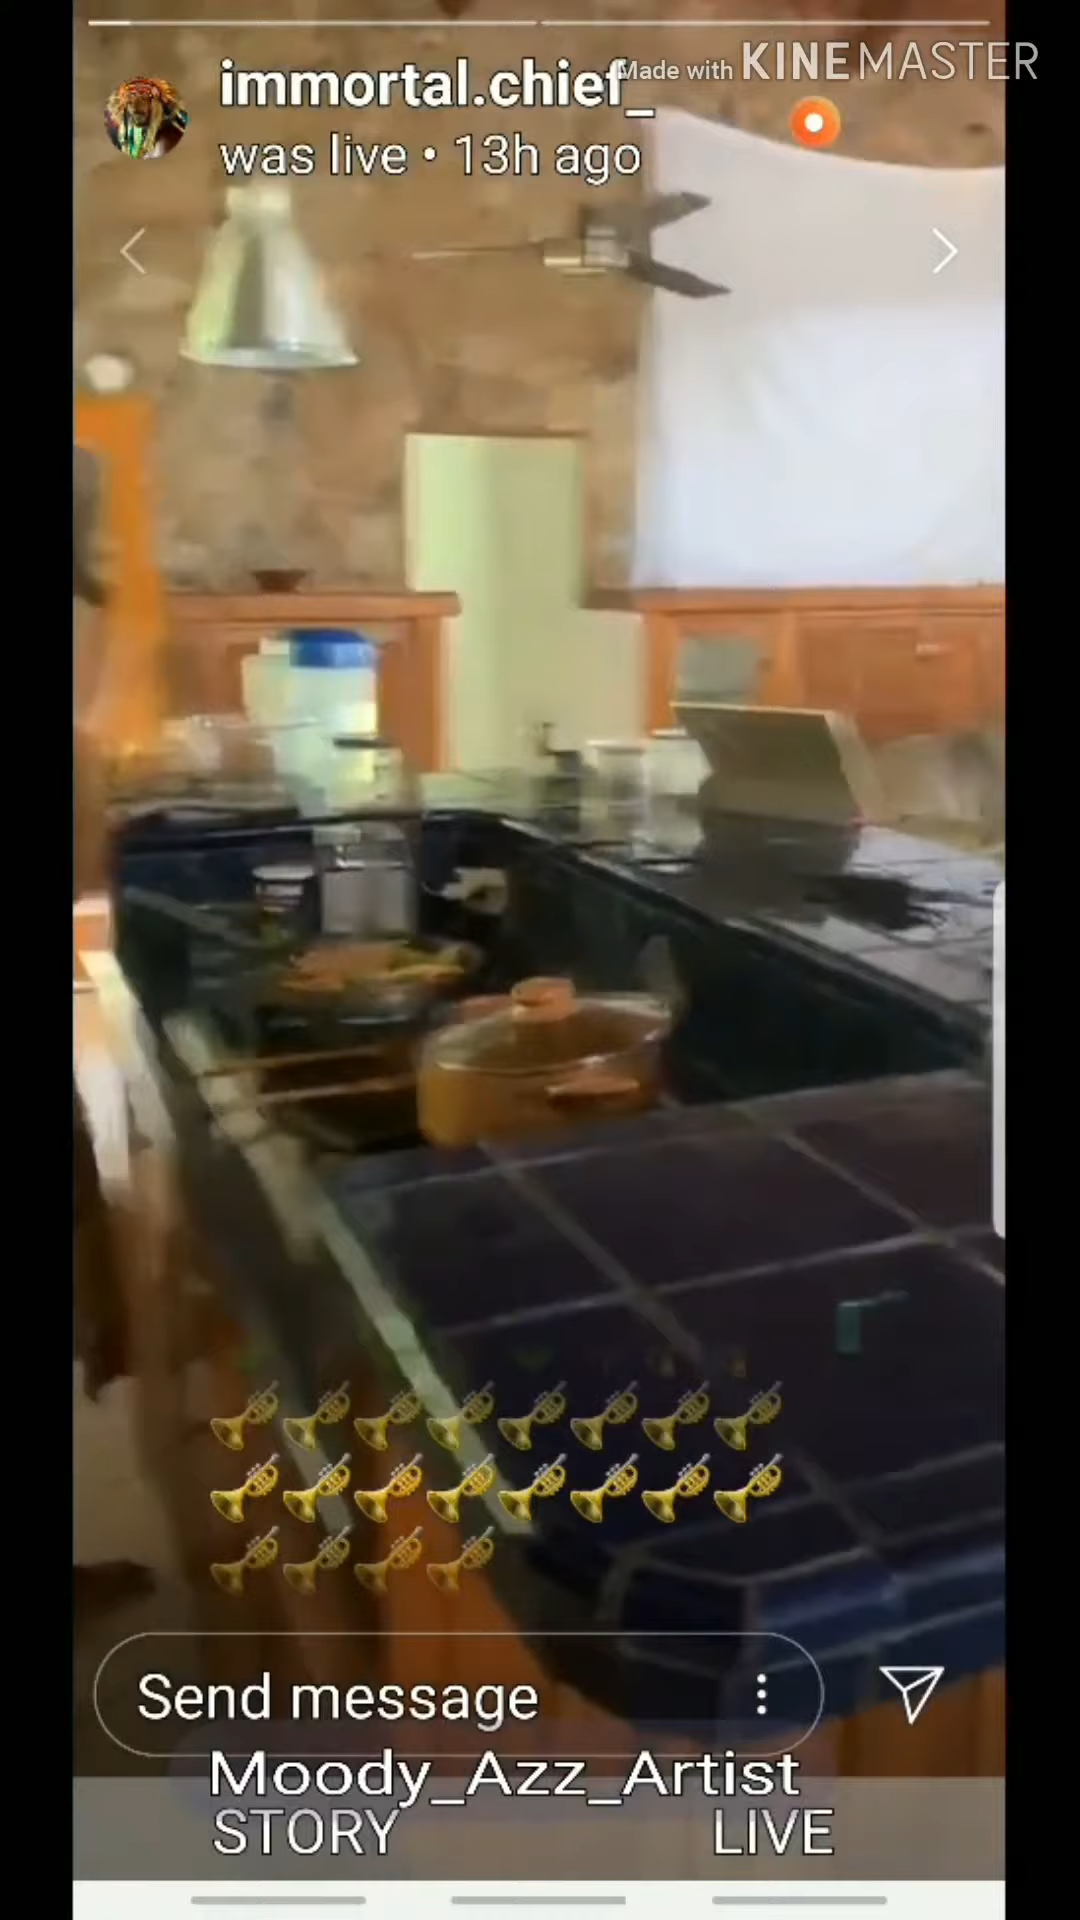 immortal.chief_
Made with KINEMASTER
was live • 13h ago
Send message
Moody_Azz_Artist
STORY LIVE